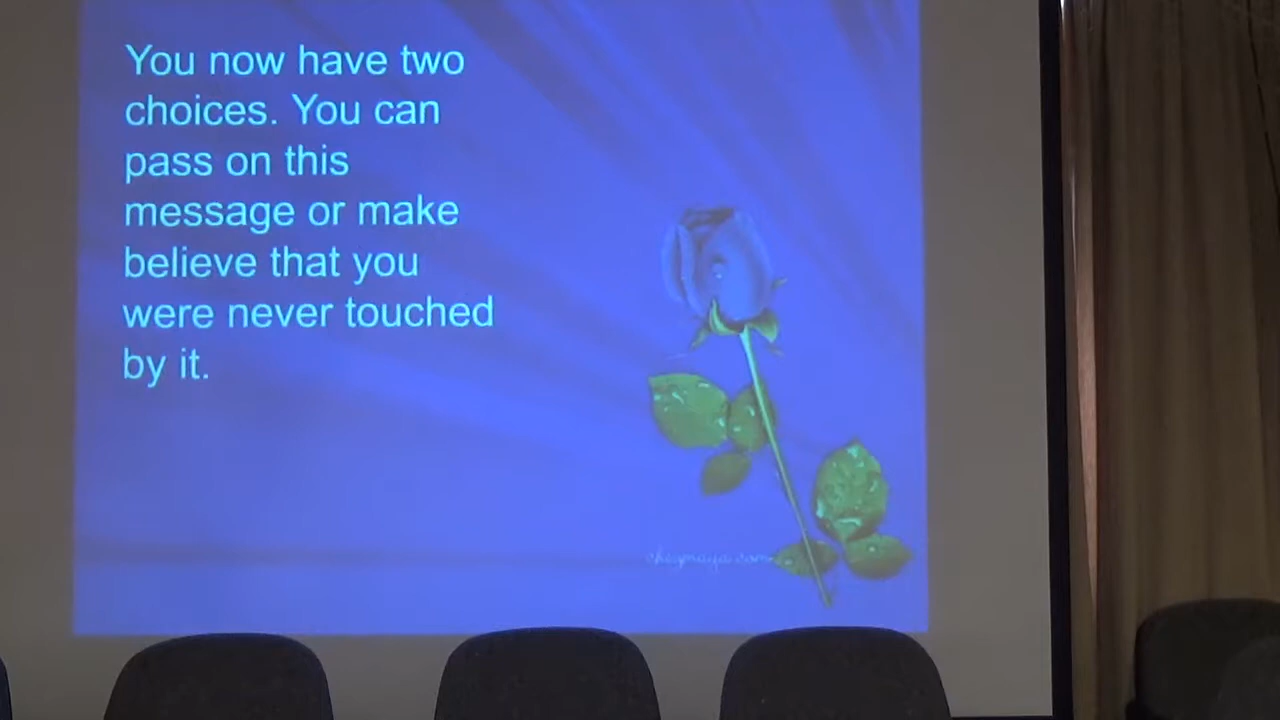 You now have two
choices. You can
pass on this
message or make
believe that you
were never touched
by it.